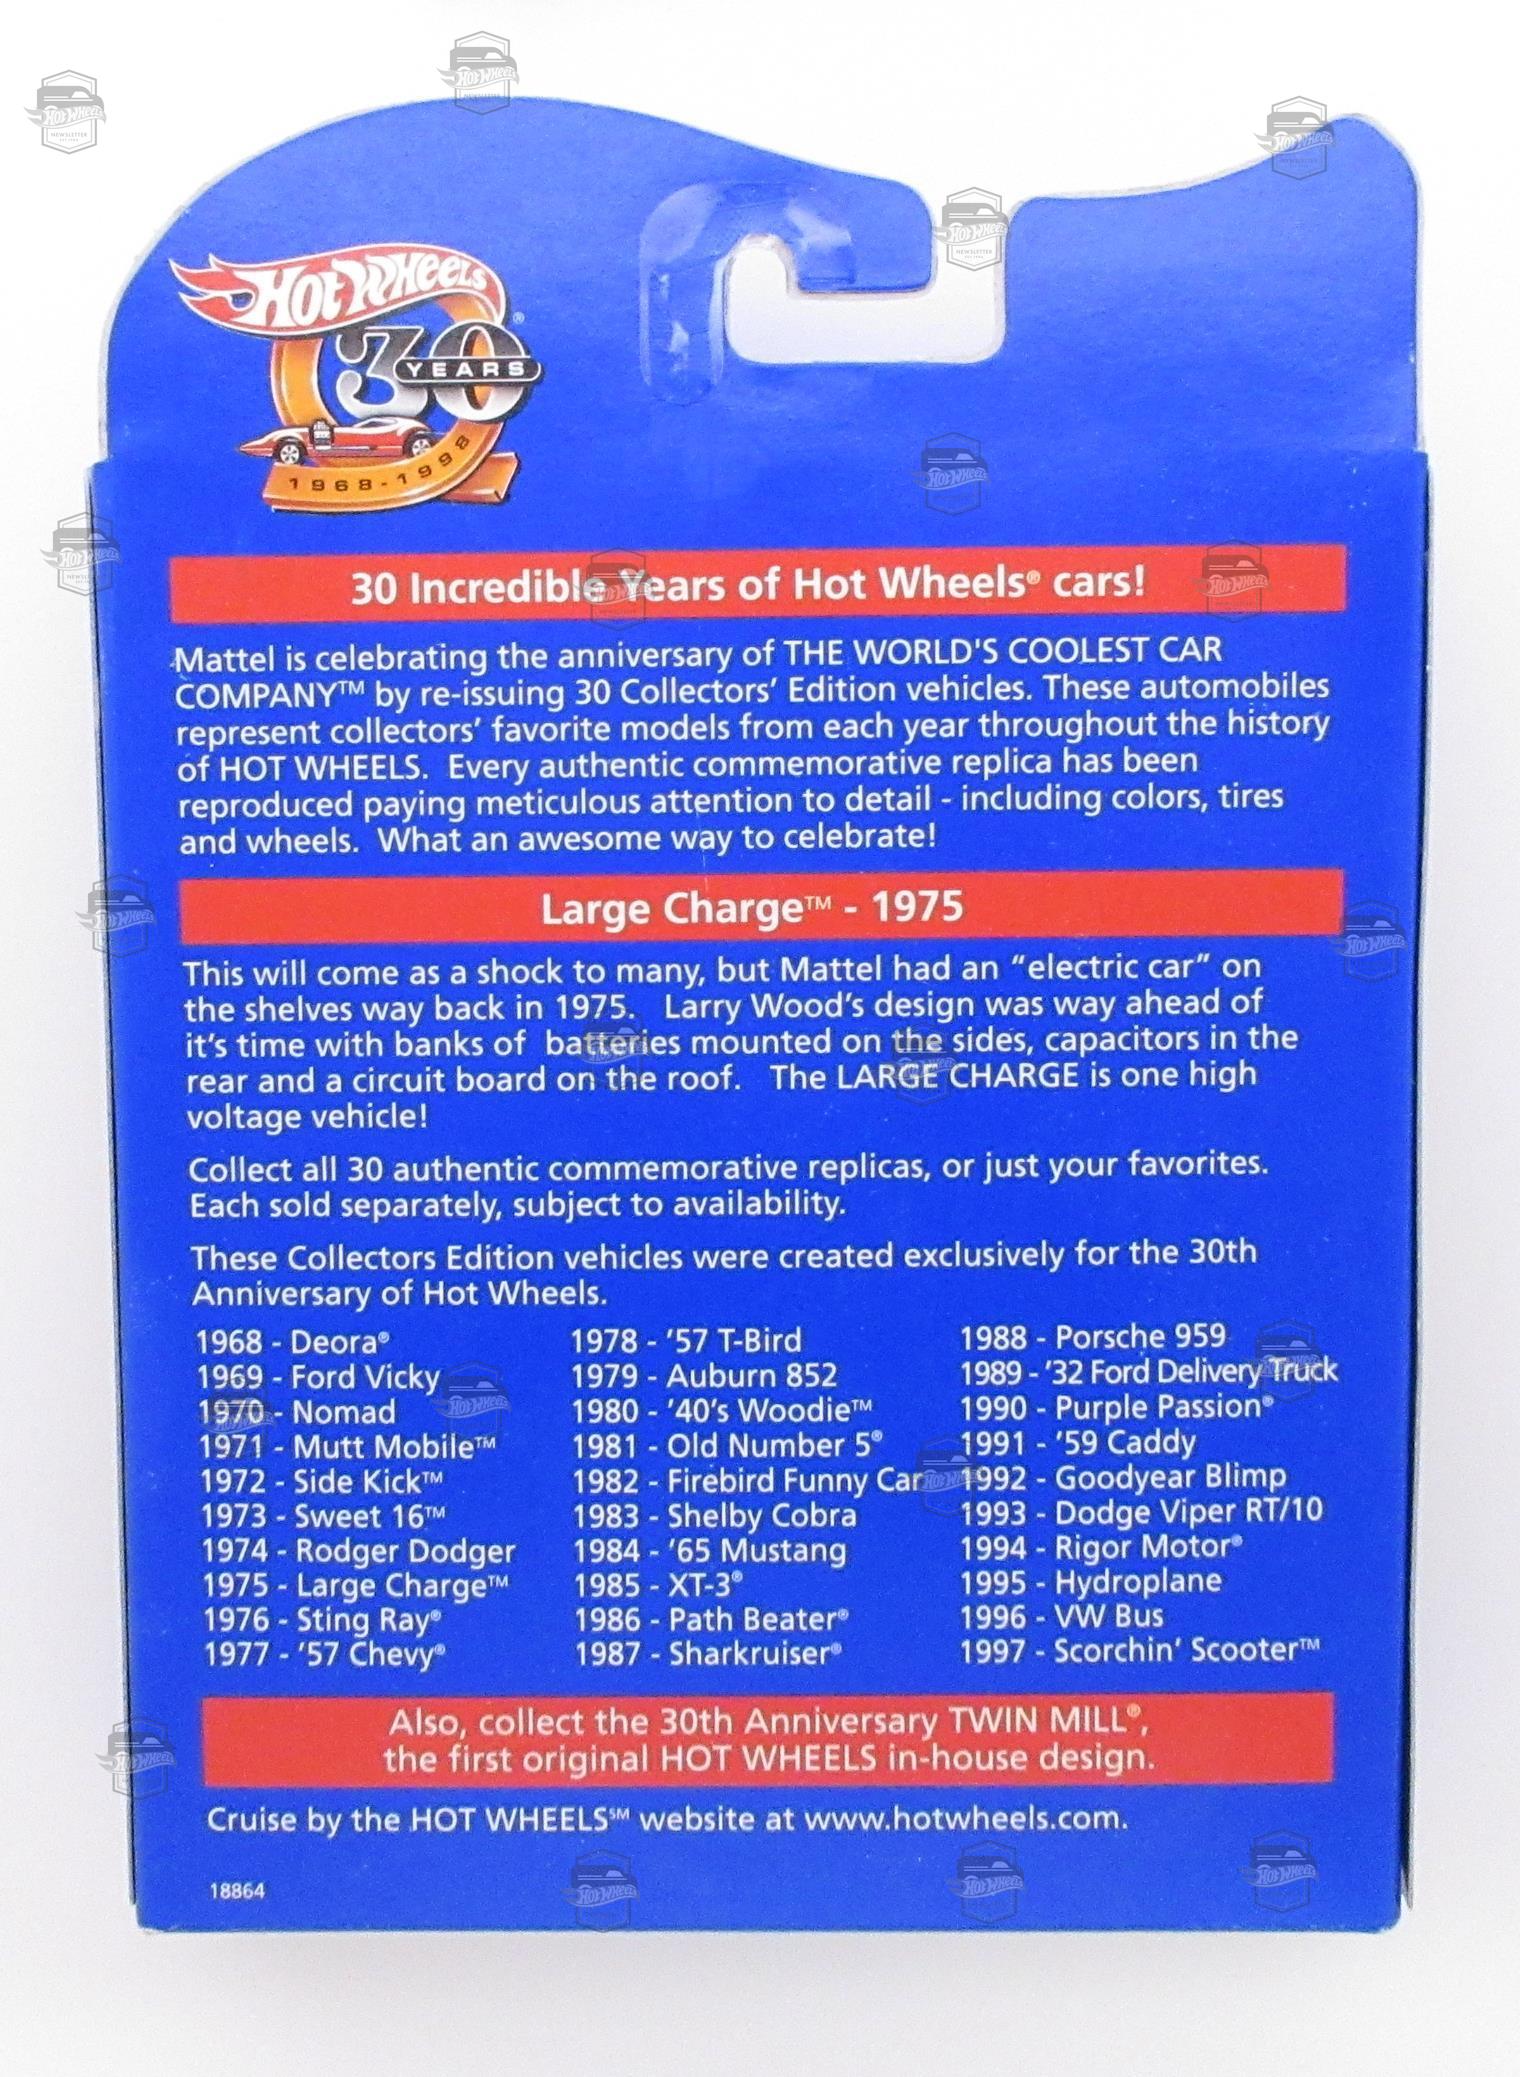 Hot Wheels®
30
YEARS
1968-1998
30 Incredible Years of Hot Wheels® cars!
Mattel is celebrating the anniversary of THE WORLD'S COOLEST CAR
COMPANY™ by re-issuing 30 Collectors' Edition vehicles. These automobiles
represent collectors' favorite models from each year throughout the history
of HOT WHEELS. Every authentic commemorative replica has been
reproduced paying meticulous attention to detail - including colors, tires
and wheels. What an awesome way to celebrate!
Large Charge™ - 1975
This will come as a shock to many, but Mattel had an “electric car” on
the shelves way back in 1975. Larry Wood's design was way ahead of
it's time with banks of batteries mounted on the sides, capacitors in the
rear and a circuit board on the roof. The LARGE CHARGE is one high
voltage vehicle!
Collect all 30 authentic commemorative replicas, or just your favorites.
Each sold separately, subject to availability.
These Collectors Edition vehicles were created exclusively for the 30th
Anniversary of Hot Wheels.
1968 - Deora®
1969 - Ford Vicky
1970 - Nomad
1971 - Mutt Mobile™
1972 - Side Kick™
1973 - Sweet 16™
1974 - Rodger Dodger
1975 - Large Charge™
1976 - Sting Ray®
1977 - '57 Chevy®
1978 - '57 T-Bird
1979 - Auburn 852
1980 - '40's Woodie™
1981 - Old Number 5®
1982 - Firebird Funny Car
1983 - Shelby Cobra
1984 - '65 Mustang
1985 - XT-3®
1986 - Path Beater®
1987 - Sharkruiser®
1988 - Porsche 959
1989 - '32 Ford Delivery Truck
1990 - Purple Passion®
1991 - '59 Caddy
1992 - Goodyear Blimp
1993 - Dodge Viper RT/10
1994 - Rigor Motor®
1995 - Hydroplane
1996 - VW Bus
1997 - Scorchin' Scooter™
Also, collect the 30th Anniversary TWIN MILL®,
the first original HOT WHEELS in-house design.
Cruise by the HOT WHEELS℠ website at www.hotwheels.com.
18864